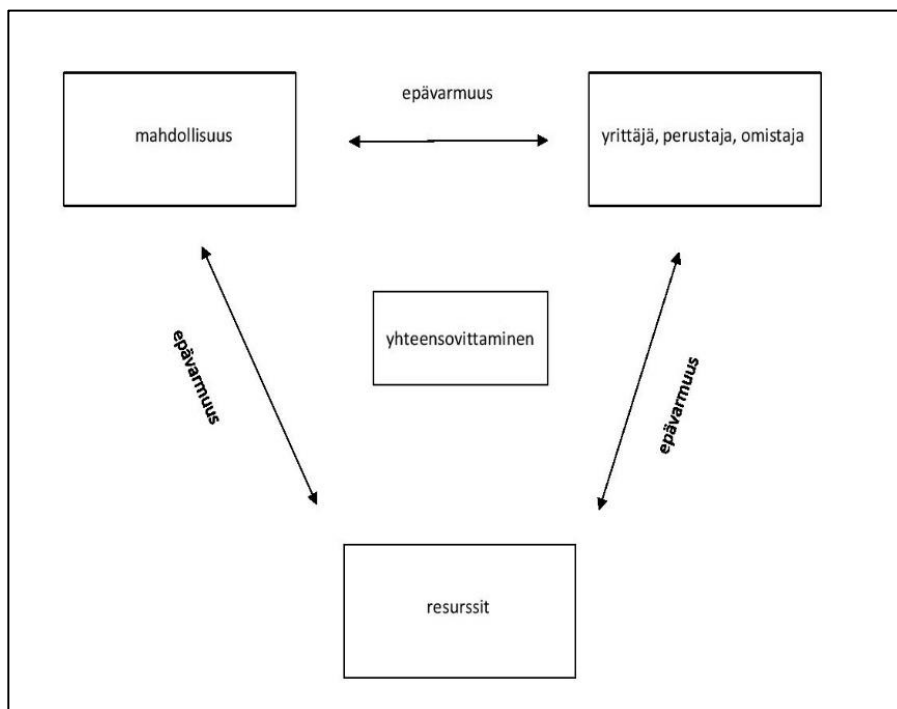 epävarmuus
mahdollisuus
yrittäjä, perustaja, omistaja
yhteensovittaminen
epävarmuus
epävarmuus
resurssit